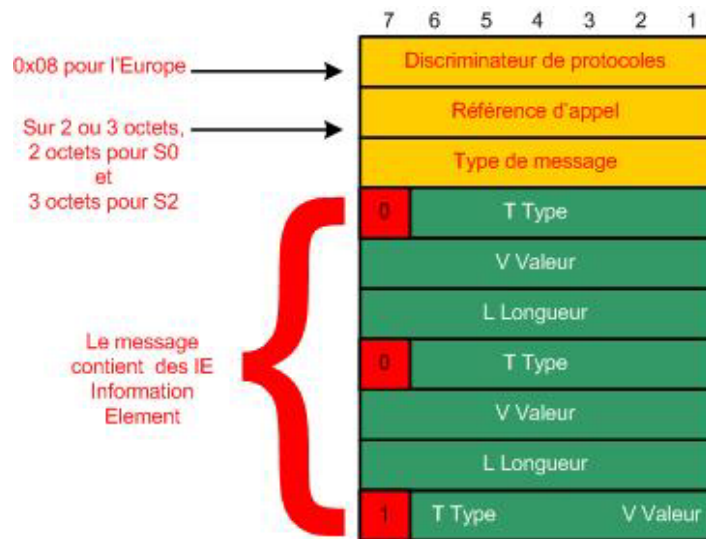 7 6 5 4 3 2 1
0x08 pour l'Europe
Discriminateur de protocoles
Référence d'appel
Sur 2 ou 3 octets,
2 octets pour S0
et
3 octets pour S2
Type de message
0 T Type
V Valeur
L Longueur
Le message
contient des IE
Information
Element
0 T Type
V Valeur
L Longueur
1 T Type V Valeur